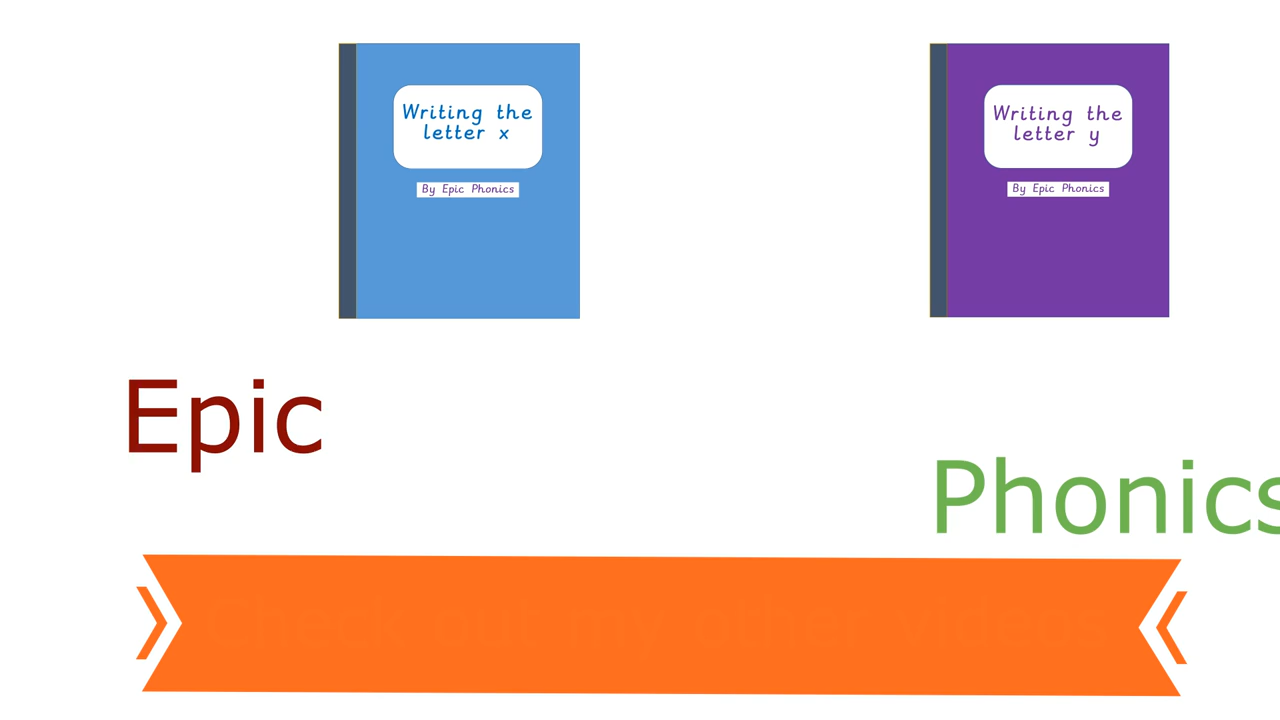 Writing the
letter x
By Epic Phonics
Writing the
letter y
By Epic Phonics
Epic
Phonics
Check out my other videos